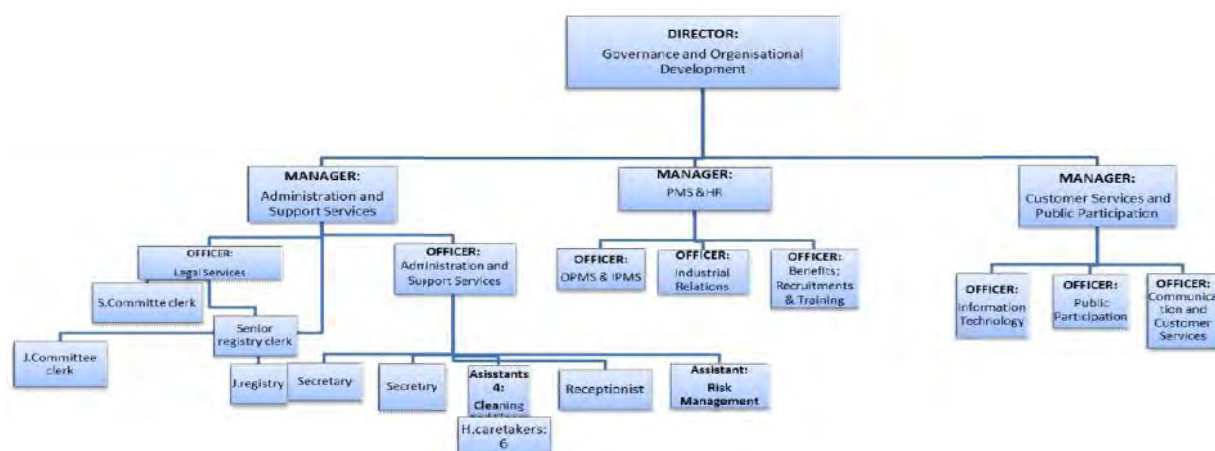 DIRECTOR:
Governance and Organisational
Development
MANAGER:
Administration and
Support Services
MANAGER:
PMS &HR
MANAGER:
Customer Services and
Public Participation
OFFICER:
Legal Services
OFFICER:
Administration and
Support Services
OFFICER:
OPMS & IPMS
OFFICER:
Industrial
Relations
OFFICER:
Benefits;
Recruitments
& Training
OFFICER:
Information
Technology
OFFICER:
Public
Participation
OFFICER:
Communica
tion and
Customer
Services
S.Committe clerk
Senior
registry clerk
J.Committee
clerk
J.registry
Secretary
Secretary
Asisstants
4:
Cleaning
Receptionist
Assistant:
Risk
Management
H.caretakers:
6